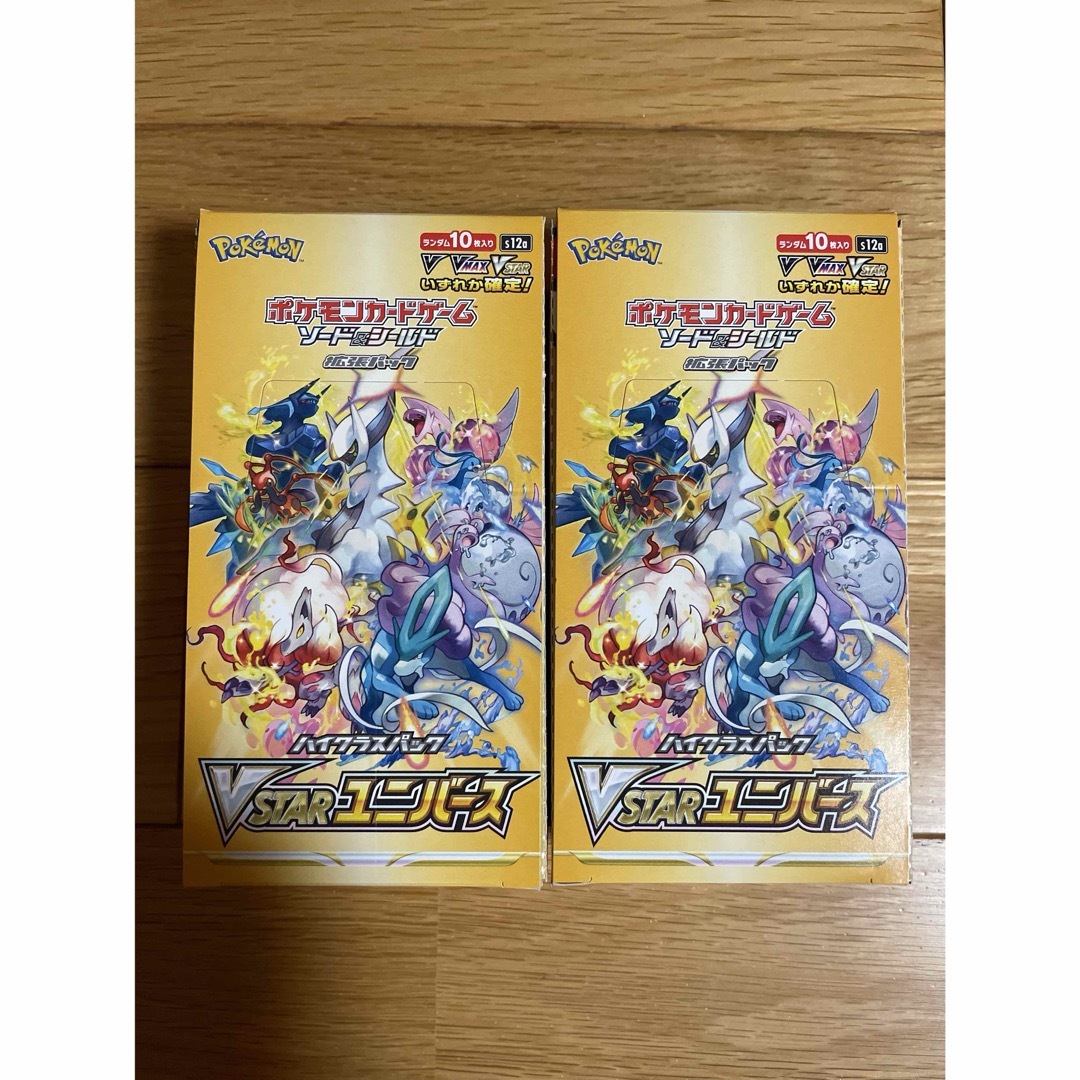 Pokémon
ランダム10枚入り s12a
V VMAX VSTAR
いずれか確定!
ポケモンカードゲーム
ソード&シールド
拡張パック
ハイクラスパック
VSTARユニバース
Pokémon
ランダム10枚入り s12a
V VMAX VSTAR
いずれか確定!
ポケモンカードゲーム
ソード&シールド
拡張パック
ハイクラスパック
VSTARユニバース